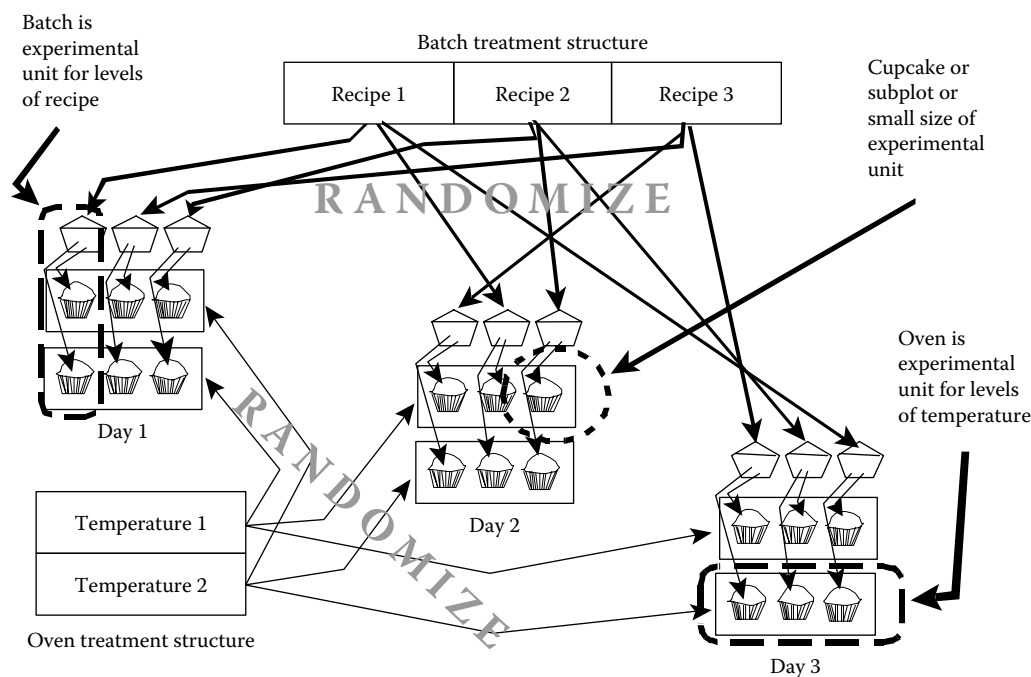 Batch is
experimental
unit for levels
of recipe
Batch treatment structure
Recipe 1
Recipe 2
Recipe 3
Cupcake or
subplot or
small size of
experimental
unit
RANDOMIZE
Oven is
experimental
unit for levels
of temperature
Day 1
RANDOMIZE
Temperature 1
Temperature 2
Oven treatment structure
Day 2
Day 3